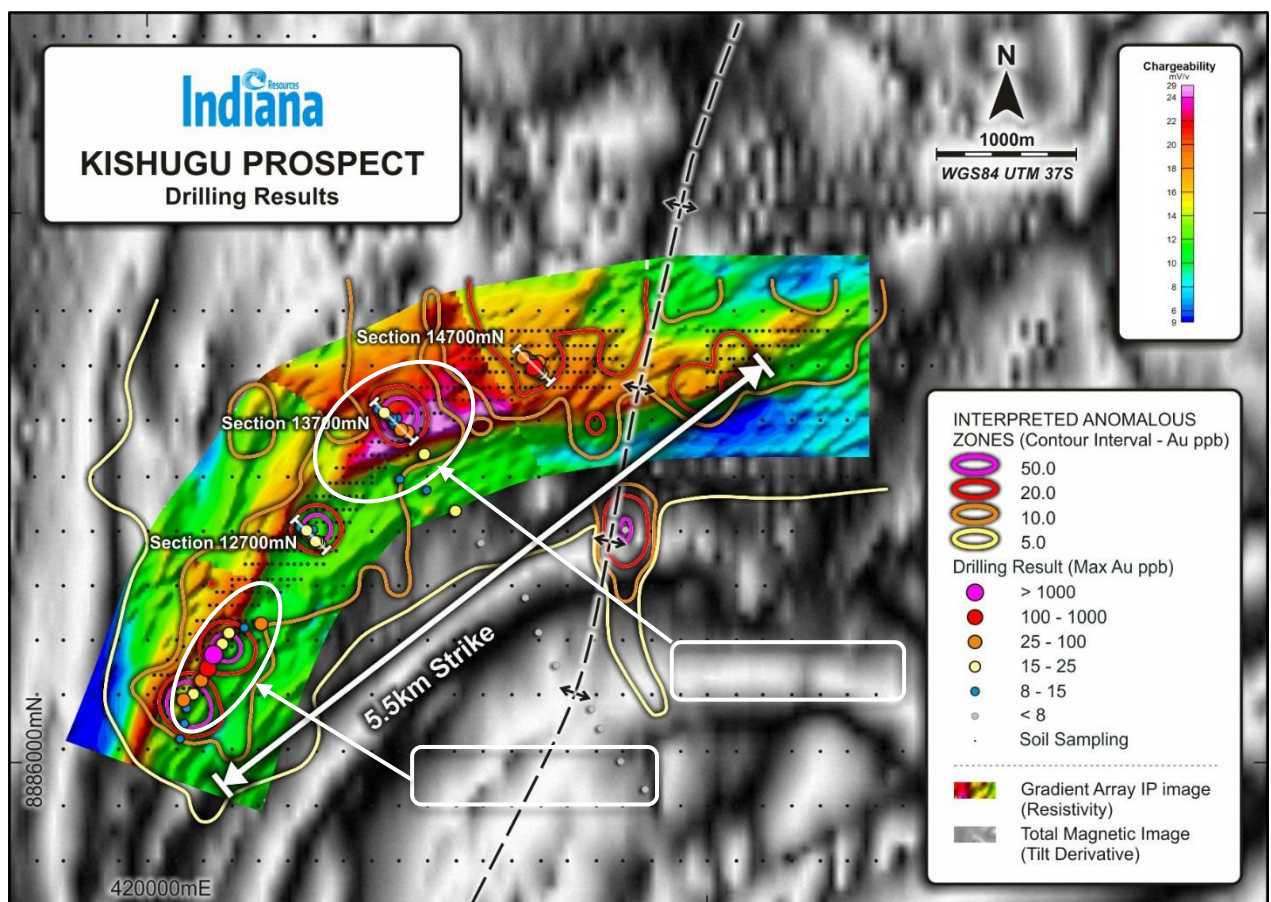 Indiana
Resources
KISHUGU PROSPECT
Drilling Results
N
1000m
WGS84 UTM 37S
Chargeability
mV/v
29
24
22
20
18
16
14
12
10
6
9
Section 14700mN
Section 13700mN
Section 12700mN
5.5km Strike
8886000mN
420000mE
INTERPRETED ANOMALOUS
ZONES (Contour Interval - Au ppb)
50.0
20.0
10.0
5.0
Drilling Result (Max Au ppb)
> 1000
100 - 1000
25 - 100
15 - 25
8 - 15
< 8
Soil Sampling
Gradient Array IP image
(Resistivity)
Total Magnetic Image
(Tilt Derivative)